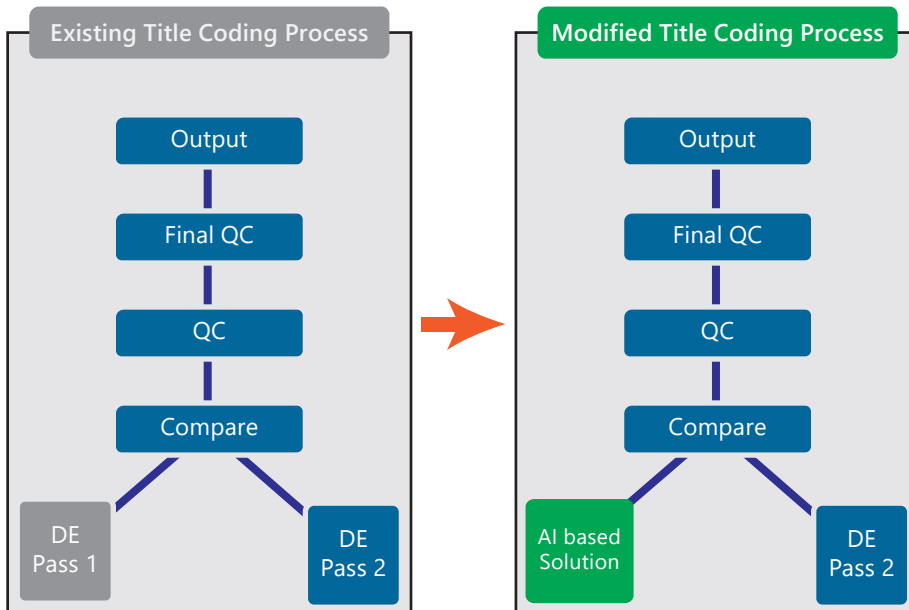 Existing Title Coding Process
Output
Final QC
QC
Compare
DE
Pass 1
DE
Pass 2
Modified Title Coding Process
Output
Final QC
QC
Compare
AI based
Solution
DE
Pass 2